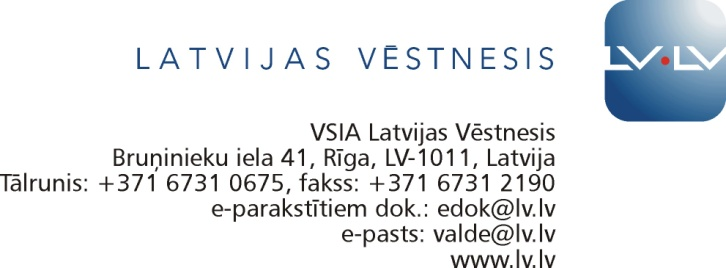 LATVIJAS VĒSTNESIS
LV.LV
VSIA Latvijas Vēstnesis
Bruņinieku iela 41, Rīga, LV-1011, Latvija
Tālrunis: +371 6731 0675, fakss: +371 6731 2190
e-parakstītiem dok.: edok@lv.lv
e-pasts: valde@lv.lv
www.lv.lv